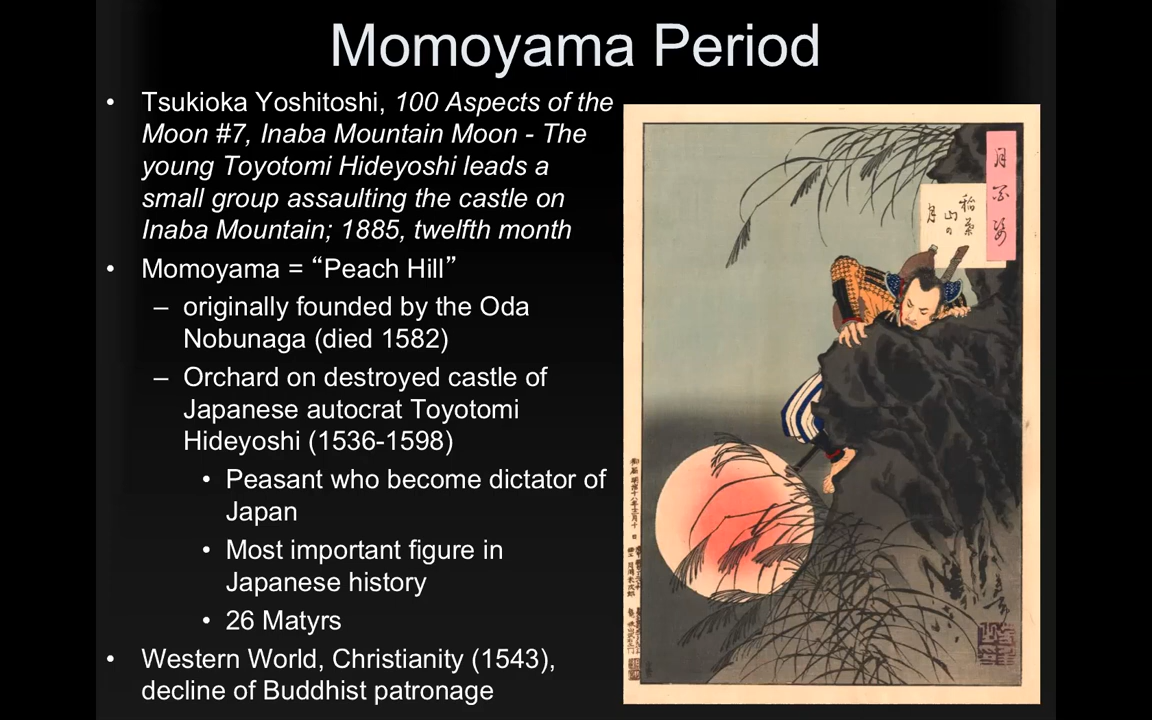 Momoyama Period
• Tsukioka Yoshitoshi, 100 Aspects of the
Moon #7, Inaba Mountain Moon - The
young Toyotomi Hideyoshi leads a
small group assaulting the castle on
Inaba Mountain; 1885, twelfth month
• Momoyama = “Peach Hill”
– originally founded by the Oda
Nobunaga (died 1582)
– Orchard on destroyed castle of
Japanese autocrat Toyotomi
Hideyoshi (1536-1598)
• Peasant who become dictator of
Japan
• Most important figure in
Japanese history
• 26 Matyrs
• Western World, Christianity (1543),
decline of Buddhist patronage
月百姿
稲葉
山の
月